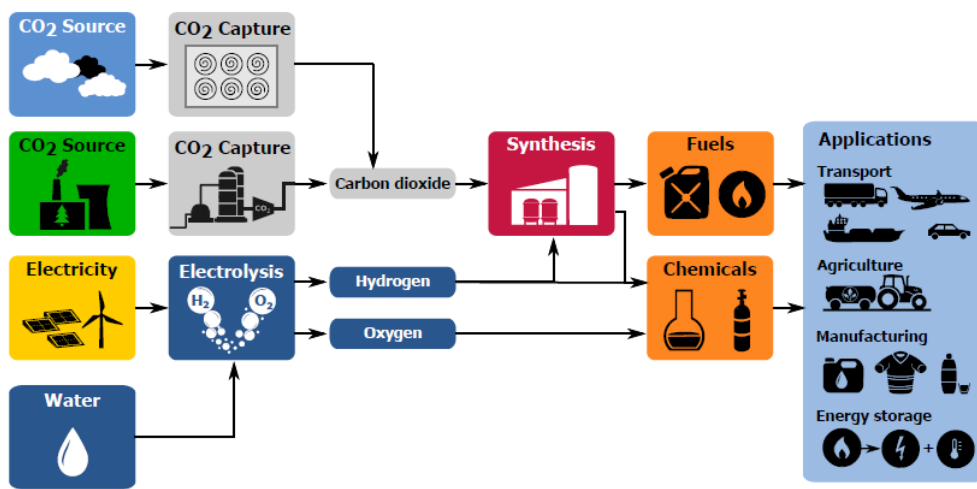 CO2 Source
CO2 Capture
CO2 Source
CO2 Capture
CO2
Carbon dioxide
Synthesis
Fuels
Applications
Transport
Electricity
Electrolysis
H2
O2
Hydrogen
Oxygen
Chemicals
Agriculture
Manufacturing
Water
Energy storage
+